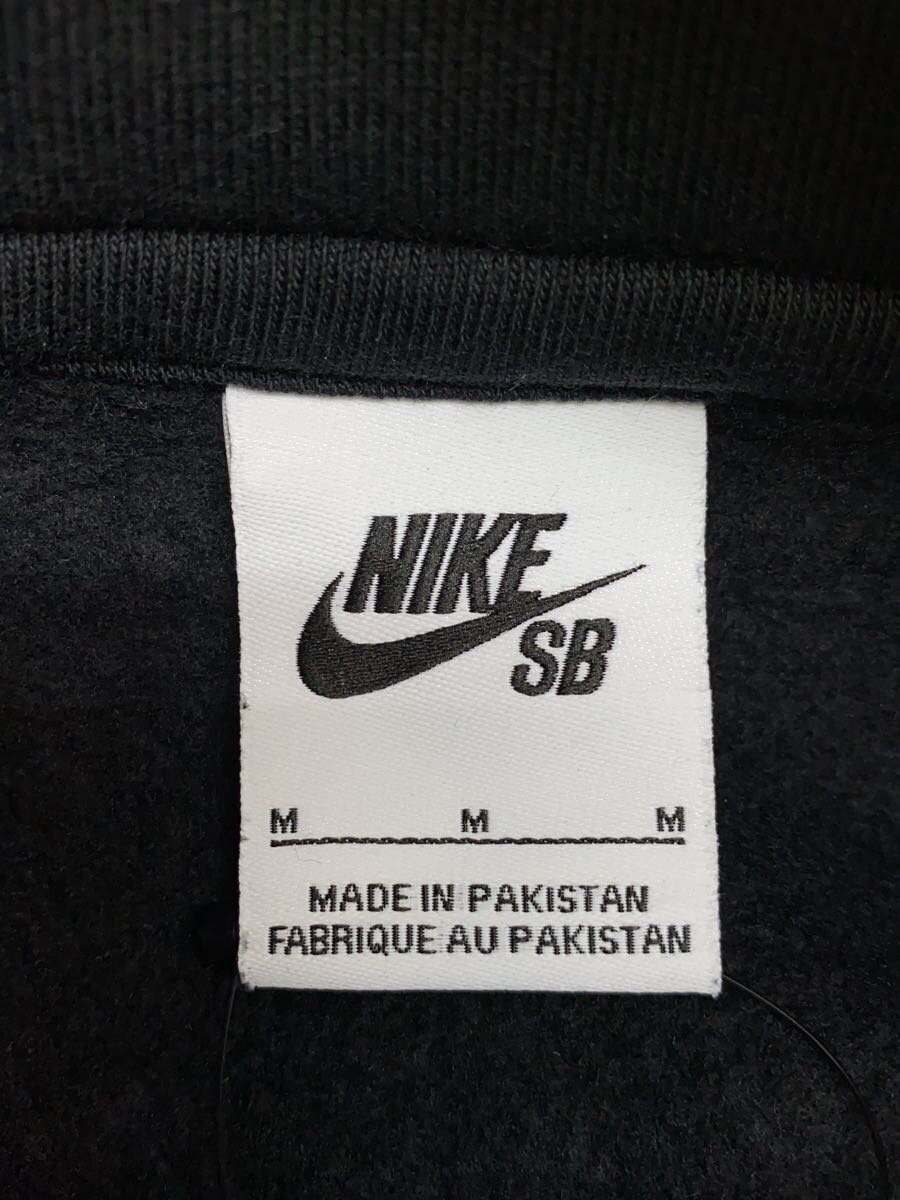 NIKE
SB
M M M
MADE IN PAKISTAN
FABRIQUE AU PAKISTAN